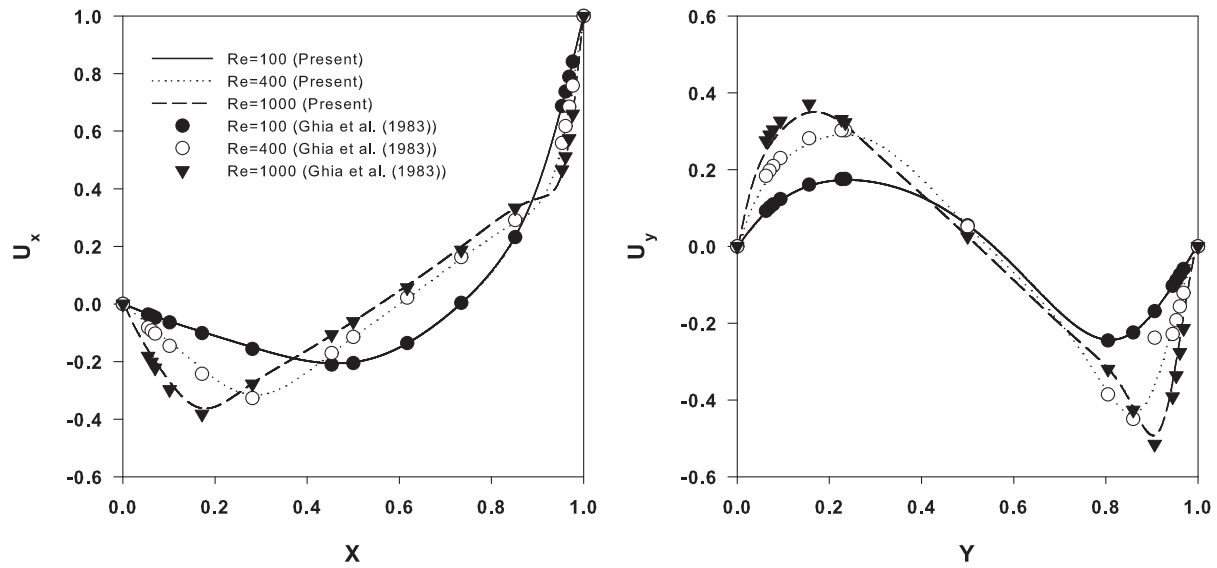 1.0
0.8
0.6
0.4
0.2
0.0
-0.2
-0.4
-0.6
U_x
Re=100 (Present)
Re=400 (Present)
Re=1000 (Present)
Re=100 (Ghia et al. (1983))
Re=400 (Ghia et al. (1983))
Re=1000 (Ghia et al. (1983))
0.0 0.2 0.4 0.6 0.8 1.0
X
0.6
0.4
0.2
0.0
-0.2
-0.4
-0.6
U_y
0.0 0.2 0.4 0.6 0.8 1.0
Y